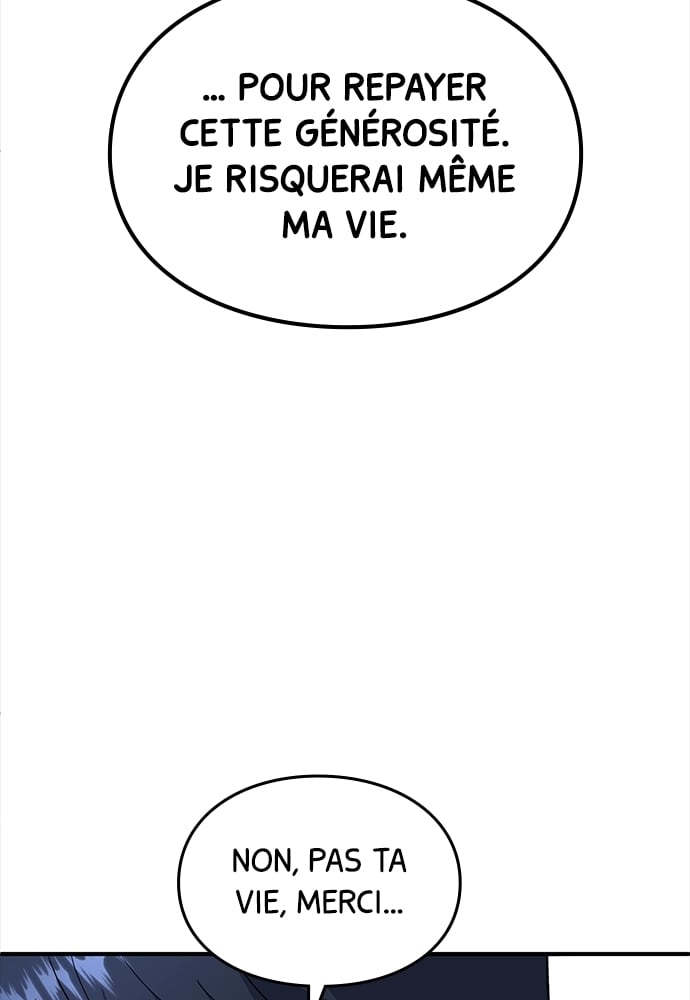 ... POUR REPAYER
CETTE GÉNÉROSITÉ.
JE RISQUERAI MÊME
MA VIE.
NON, PAS TA
VIE, MERCI...